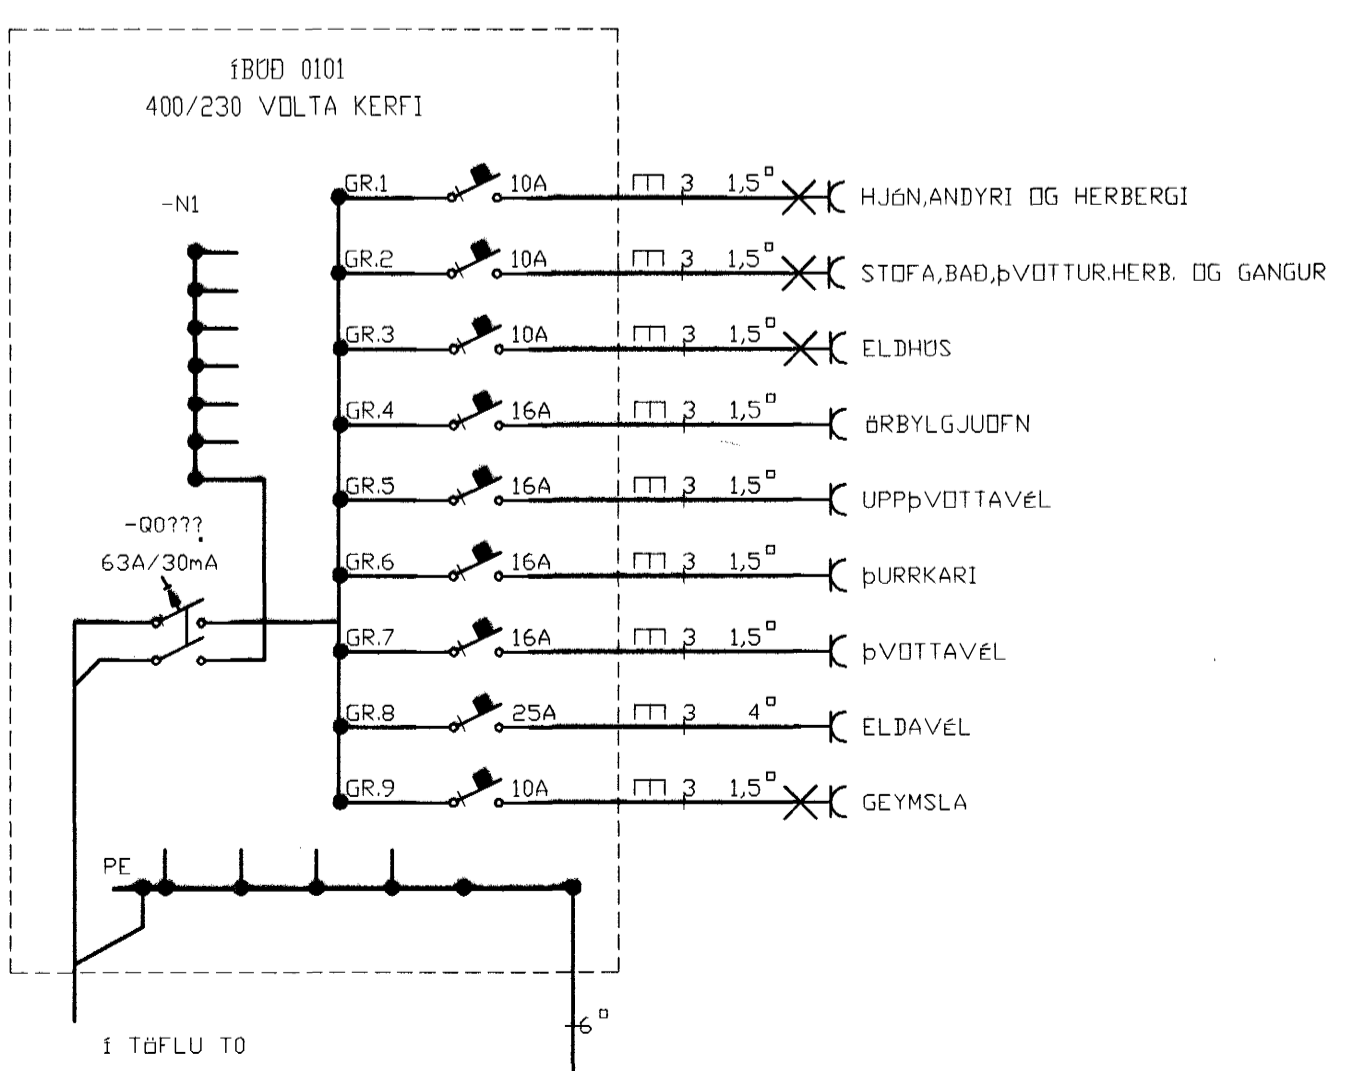 íBÚÐ 0101
400/230 VOLTA KERFI
-N1
GR.1 10A 3 1,5▫ HJóN,ANDYRI OG HERBERGI
GR.2 10A 3 1,5▫ STOFA,BAÐ,þVOTTUR.HERB. OG GANGUR
GR.3 10A 3 1,5▫ ELDHÚS
GR.4 16A 3 1,5▫ öRBYLGJUOFN
GR.5 16A 3 1,5▫ UPPþVOTTAVéL
-Q0???
63A/30mA
GR.6 16A 3 1,5▫ þURRKARI
GR.7 16A 3 1,5▫ þVOTTAVéL
GR.8 25A 3 4▫ ELDAVéL
GR.9 10A 3 1,5▫ GEYMSLA
PE
6▫
í TöFLU TO